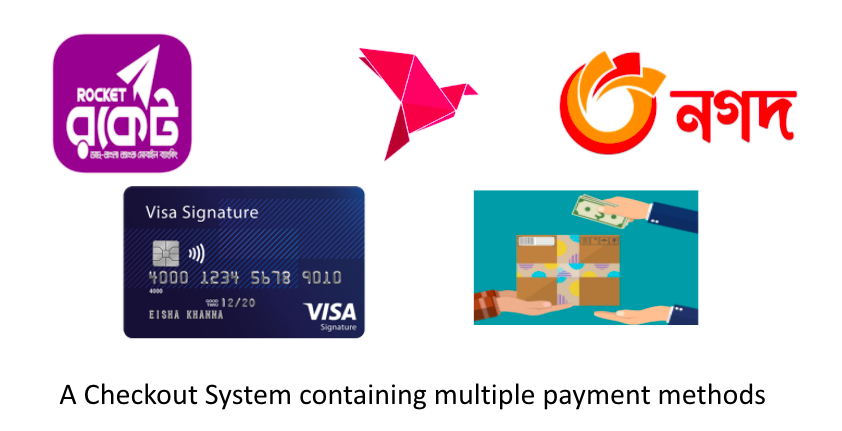 ROCKET
রকেট
ডাচ্-বাংলা ব্যাংক মোবাইল ব্যাংকিং
নগদ
Visa Signature
4000 1234 5678 9010
4000
GOOD THRU 12/20
EISHA KHANNA
VISA
Signature
A Checkout System containing multiple payment methods